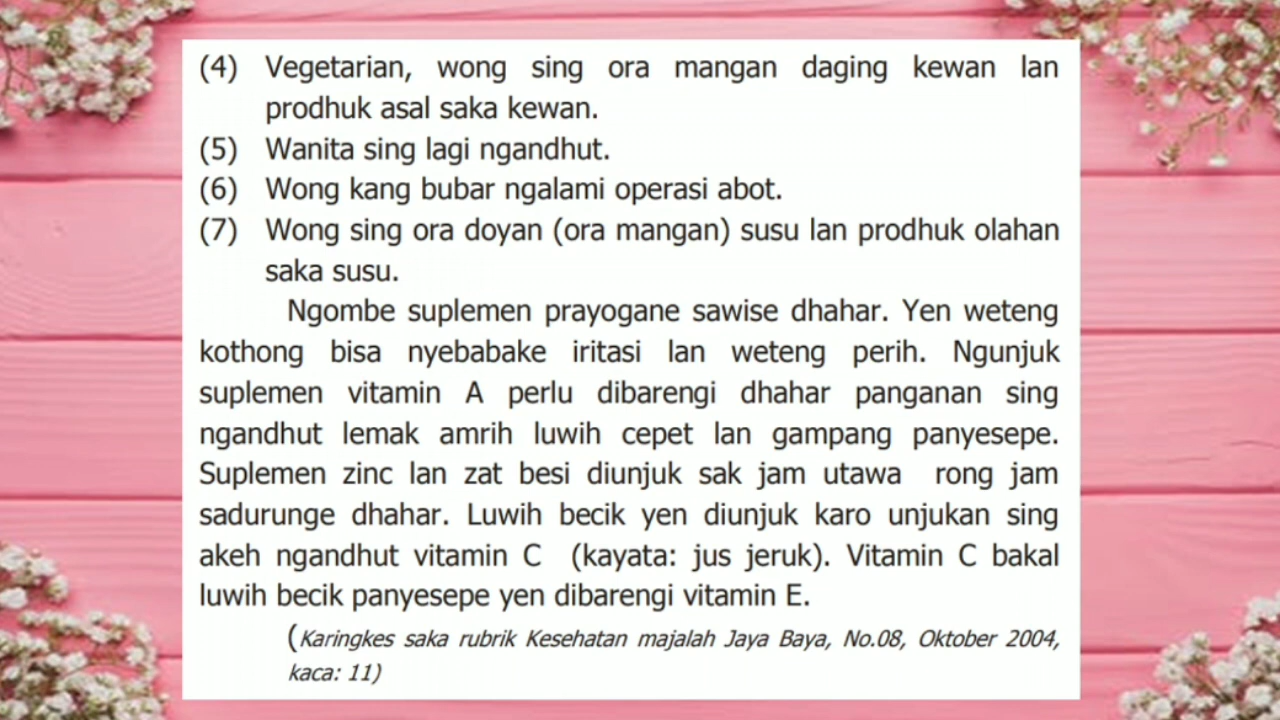 (4) Vegetarian, wong sing ora mangan daging kewan lan
prodhuk asal saka kewan.
(5) Wanita sing lagi ngandhut.
(6) Wong kang bubar ngalami operasi abot.
(7) Wong sing ora doyan (ora mangan) susu lan prodhuk olahan
saka susu.
Ngombe suplemen prayogane sawise dhahar. Yen weteng
kothong bisa nyebabake iritasi lan weteng perih. Ngunjuk
suplemen vitamin A perlu dibarengi dhahar panganan sing
ngandhut lemak amrih luwih cepet lan gampang panyesepe.
Suplemen zinc lan zat besi diunjuk sak jam utawa rong jam
sadurunge dhahar. Luwih becik yen diunjuk karo unjukan sing
akeh ngandhut vitamin C (kayata: jus jeruk). Vitamin C bakal
luwih becik panyesepe yen dibarengi vitamin E.
(Karingkes saka rubrik Kesehatan majalah Jaya Baya, No.08, Oktober 2004,
kaca: 11)